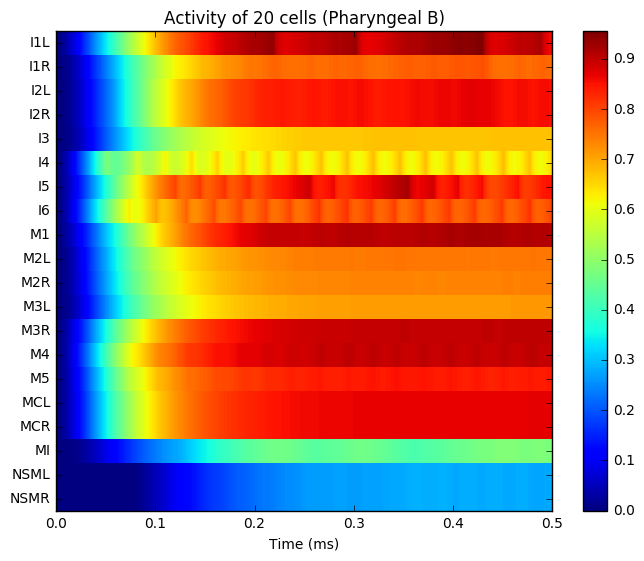 Activity of 20 cells (Pharyngeal B)
I1L
I1R
I2L
I2R
I3
I4
I5
I6
M1
M2L
M2R
M3L
M3R
M4
M5
MCL
MCR
MI
NSML
NSMR
0.0 0.1 0.2 0.3 0.4 0.5
Time (ms)
0.9
0.8
0.7
0.6
0.5
0.4
0.3
0.2
0.1
0.0